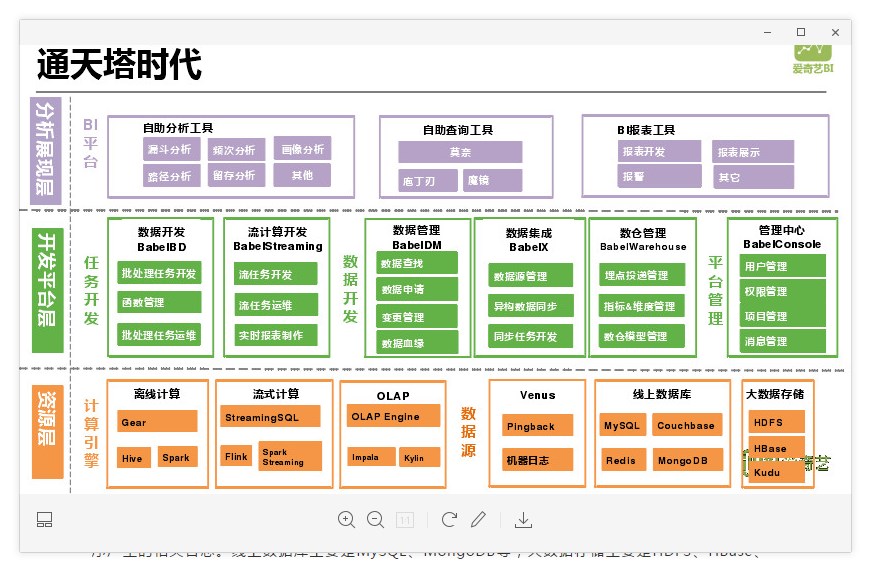 通天塔时代
爱奇艺BI
分析展现层
BI平台
自助分析工具
漏斗分析
频次分析
画像分析
路径分析
留存分析
其他
自助查询工具
莫奈
庖丁刃
魔镜
BI报表工具
报表开发
报表展示
报警
其它
开发平台层
任务开发
数据开发
BabelBD
批处理任务开发
函数管理
批处理任务运维
流计算开发
BabelStreaming
流任务开发
流任务运维
实时报表制作
数据开发
数据管理
BabelDM
数据查找
数据申请
变更管理
数据血缘
数据集成
BabelX
数据源管理
异构数据同步
同步任务开发
数仓管理
BabelWarehouse
埋点投递管理
指标&维度管理
数仓模型管理
平台管理
管理中心
BabelConsole
用户管理
权限管理
项目管理
消息管理
资源层
计算引擎
离线计算
Gear
Hive
Spark
流式计算
StreamingSQL
Flink
Spark
Streaming
OLAP
OLAP Engine
Impala
Kylin
数据源
Venus
Pingback
机器日志
线上数据库
MySQL
Couchbase
Redis
MongoDB
大数据存储
HDFS
HBase
Kudu
1:1